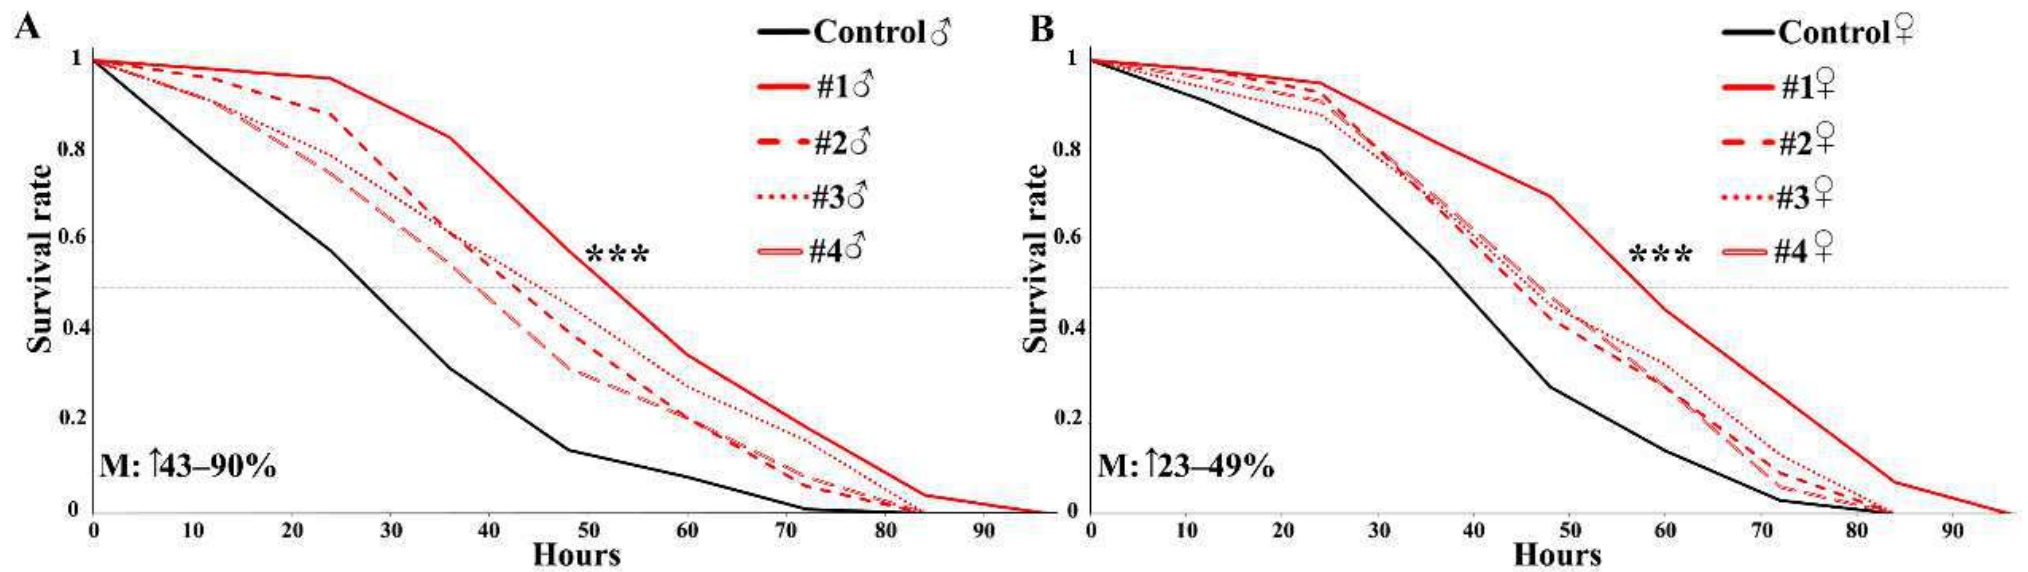 A
Control♂
#1♂
#2♂
#3♂
#4♂
***
Survival rate
1
0.8
0.6
0.4
0.2
0
M: ↑43–90%
0 10 20 30 40 50 60 70 80 90
Hours
B
Control♀
#1♀
#2♀
#3♀
#4♀
***
Survival rate
1
0.8
0.6
0.4
0.2
0
M: ↑23–49%
0 10 20 30 40 50 60 70 80 90
Hours